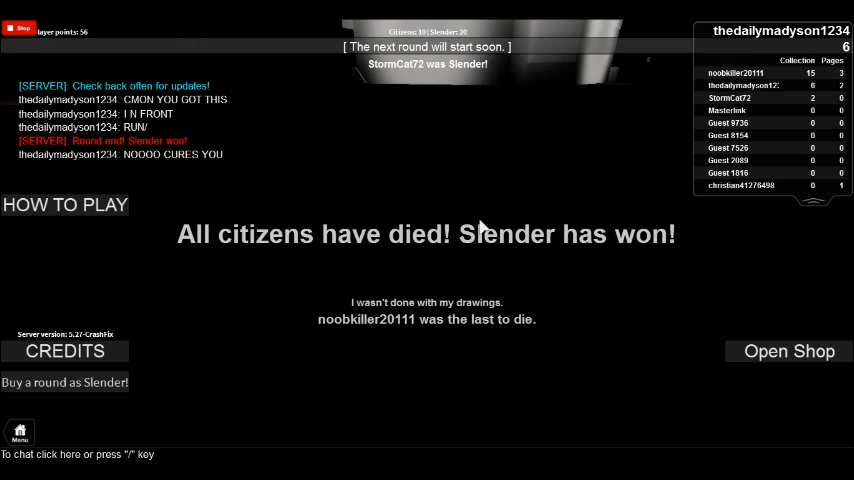 Stop
layer points: 56
Citizens: 10 | Slender: 20
[ The next round will start soon. ]
StormCat72 was Slender!
thedailymadyson1234
6
Collection Pages
noobkiller20111 15 3
thedailymadyson12: 6 2
StormCat72 2 0
Masterlink 0 0
Guest 9736 0 0
Guest 8154 0 0
Guest 7526 0 0
Guest 2089 0 0
Guest 1816 0 0
christian41276498 0 1
[SERVER]: Check back often for updates!
thedailymadyson1234: CMON YOU GOT THIS
thedailymadyson1234: I N FRONT
thedailymadyson1234: RUN/
[SERVER]: Round end! Slender won!
thedailymadyson1234: NOOOO CURES YOU
HOW TO PLAY
All citizens have died! Slender has won!
I wasn't done with my drawings.
noobkiller20111 was the last to die.
Server version: 5.27-CrashFix
CREDITS
Open Shop
Buy a round as Slender!
Menu
To chat click here or press "/" key